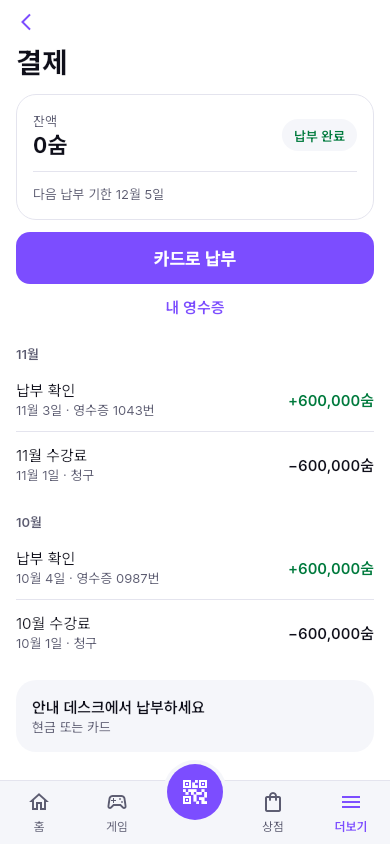 결제
잔액
0숨
납부 완료
다음 납부 기한 12월 5일
카드로 납부
내 영수증
11월
납부 확인
11월 3일 · 영수증 1043번
+600,000숨
11월 수강료
11월 1일 · 청구
−600,000숨
10월
납부 확인
10월 4일 · 영수증 0987번
+600,000숨
10월 수강료
10월 1일 · 청구
−600,000숨
안내 데스크에서 납부하세요
현금 또는 카드
홈
게임
상점
더보기